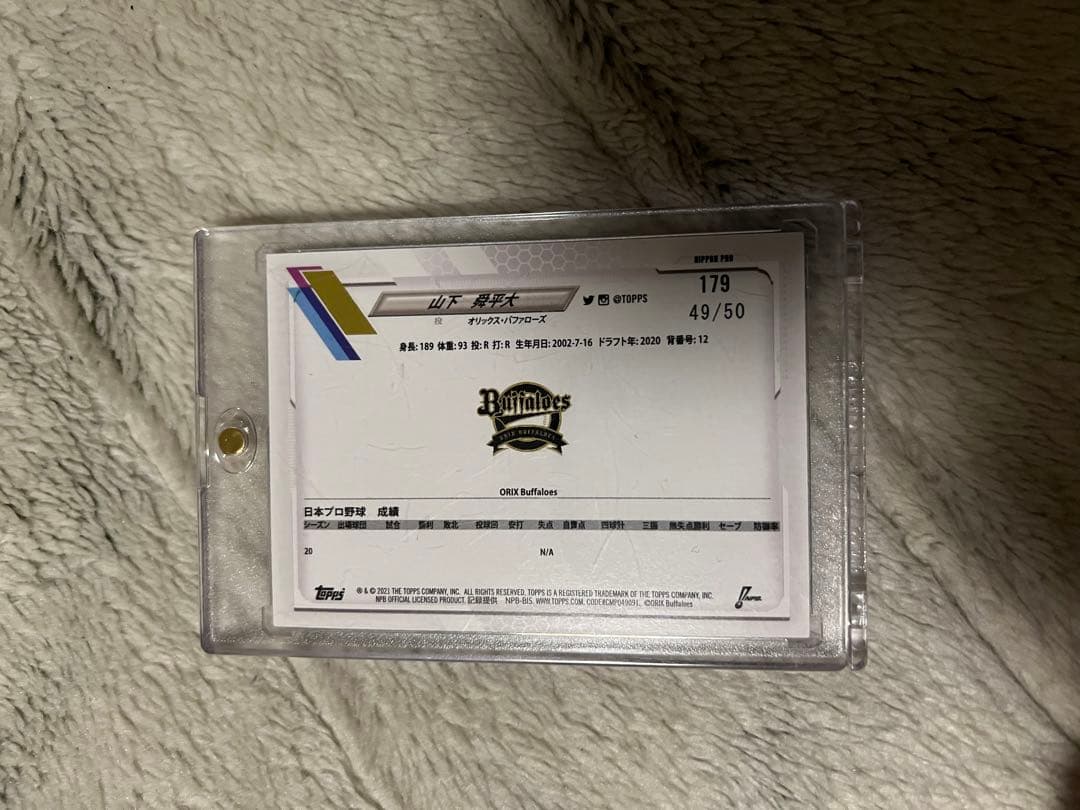 NIPPON PRO
179
49/50
山下 舜平大
@TOPPS
投 オリックス・バファローズ
身長: 189 体重: 93 投: R 打: R 生年月日: 2002-7-16 ドラフト年: 2020 背番号: 12
Buffaloes
ORIX BUFFALOES
ORIX Buffaloes
日本プロ野球 成績
シーズン 出場球団 試合 勝利 敗北 投球回 安打 失点 自責点 四球計 三振 無失点勝利 セーブ 防御率
20 N/A
Topps
® & © 2021 THE TOPPS COMPANY, INC. ALL RIGHTS RESERVED. TOPPS IS A REGISTERED TRADEMARK OF THE TOPPS COMPANY, INC.
NPB OFFICIAL LICENSED PRODUCT. 記録提供 NPB-BIS. WWW.TOPPS.COM. CODE#CMP049091. ©ORIX Buffaloes
NPB